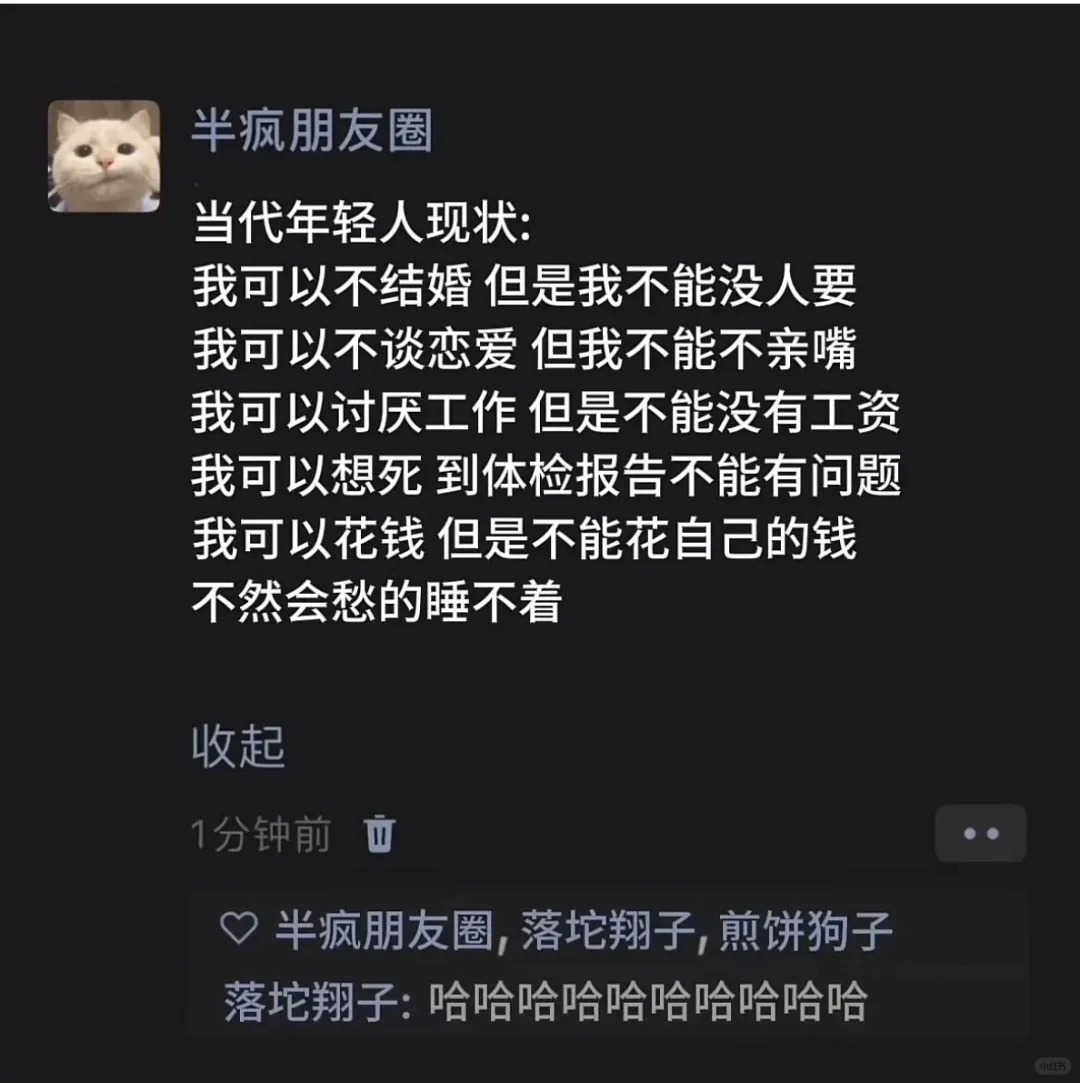 半疯朋友圈
当代年轻人现状:
我可以不结婚 但是我不能没人要
我可以不谈恋爱 但我不能不亲嘴
我可以讨厌工作 但是不能没有工资
我可以想死 到体检报告不能有问题
我可以花钱 但是不能花自己的钱
不然会愁的睡不着
收起
1分钟前
半疯朋友圈, 落坨翔子, 煎饼狗子
落坨翔子: 哈哈哈哈哈哈哈哈哈哈
小红书